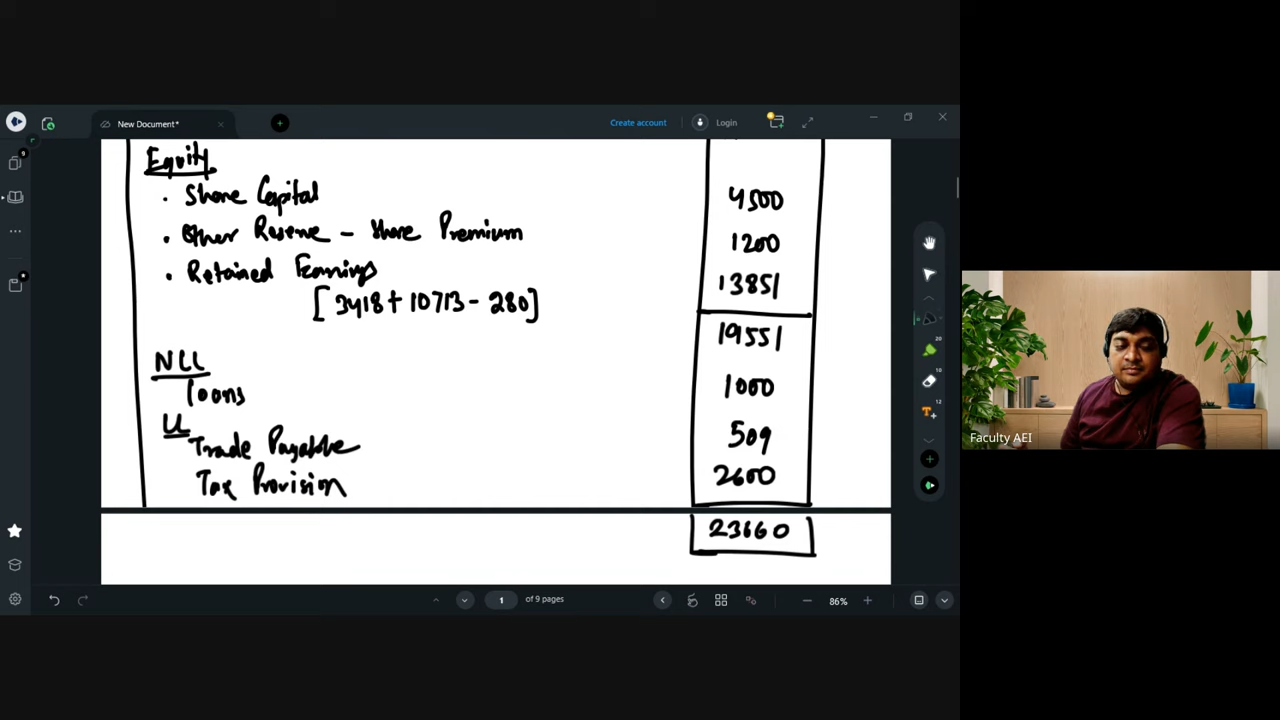 New Document*
Create account
Login
Equity
· Share Capital 4500
· Other Reserve - Share Premium 1200
· Retained Earnings 13851
[3418 + 10713 - 280]
19551
NCL
loans 1000
CL
Trade Payable 509
Tax Provision 2600
23660
Faculty AEI
1 of 9 pages
86%